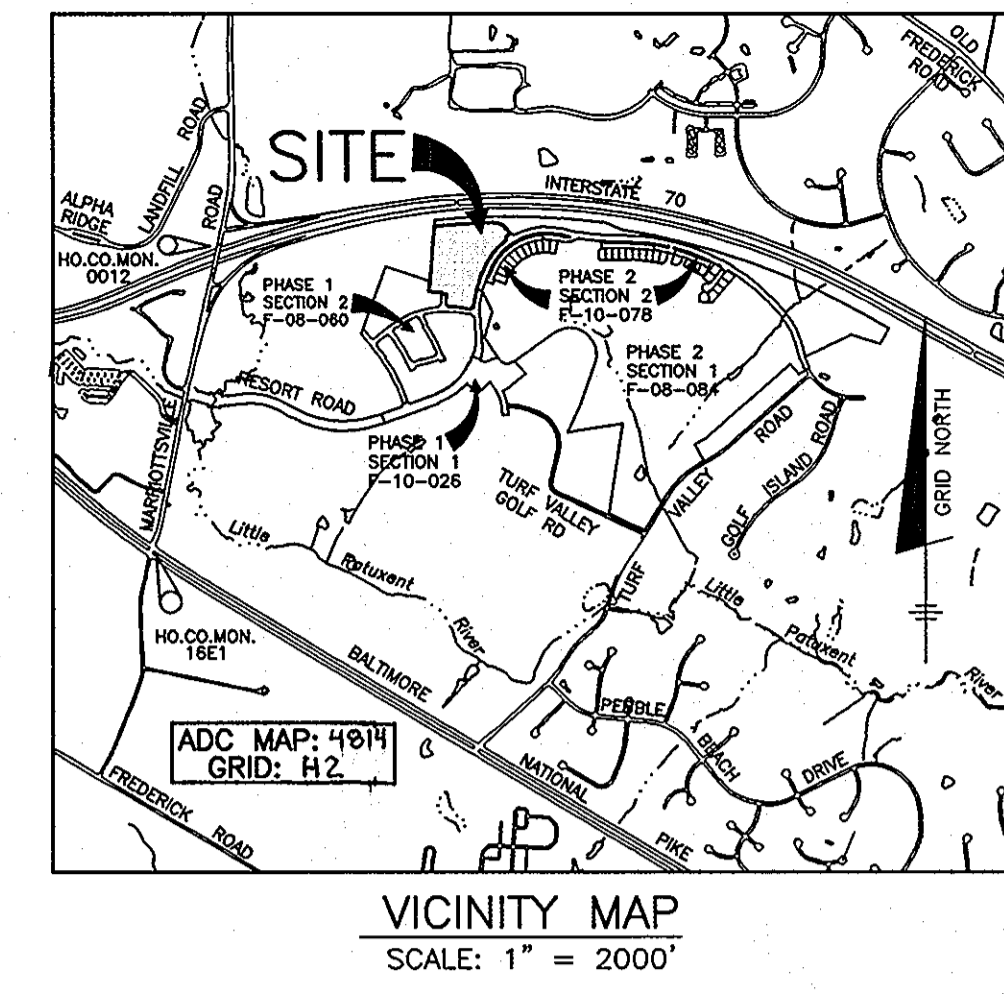 OLD
FREDERICK
ROAD
SITE
ALPHA
RIDGE
LANDFILL
ROAD
ROAD
INTERSTATE 70
HO.CO.MON.
0012
PHASE 1
SECTION 2
F-08-060
PHASE 2
SECTION 2
F-10-078
PHASE 2
SECTION 1
F-08-084
RESORT ROAD
MARRIOTTSVILLE
PHASE 1
SECTION 1
F-10-026
TURF VALLEY
GOLF RD
TURF
VALLEY
ROAD
GOLF ISLAND ROAD
GRID NORTH
Little
Patuxent
River
Little
Patuxent
River
HO.CO.MON.
16E1
BALTIMORE
NATIONAL
PIKE
PEBBLE
BEACH
DRIVE
ADC MAP: 4814
GRID: H2
FREDERICK
ROAD
VICINITY MAP
SCALE: 1" = 2000'